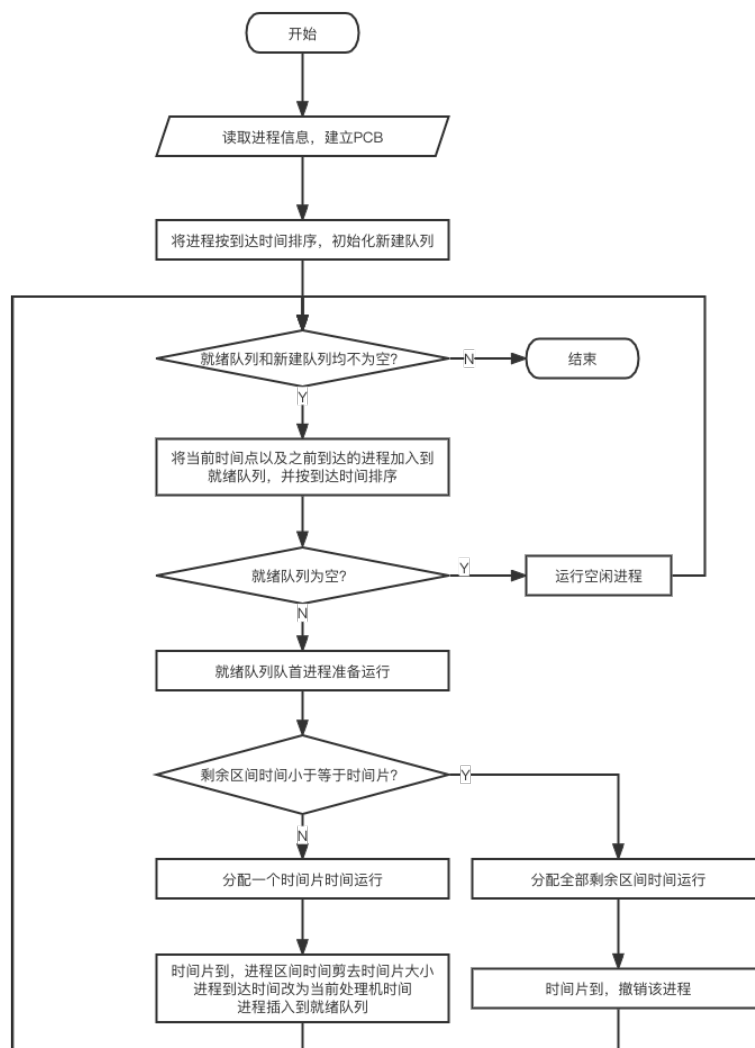 开始
读取进程信息，建立PCB
将进程按到达时间排序，初始化新建队列
就绪队列和新建队列均不为空?
N
结束
Y
将当前时间点以及之前到达的进程加入到
就绪队列，并按到达时间排序
就绪队列为空?
Y
运行空闲进程
N
就绪队列队首进程准备运行
剩余区间时间小于等于时间片?
Y
N
分配一个时间片时间运行
分配全部剩余区间时间运行
时间片到，进程区间时间剪去时间片大小
进程到达时间改为当前处理机时间
进程插入到就绪队列
时间片到，撤销该进程